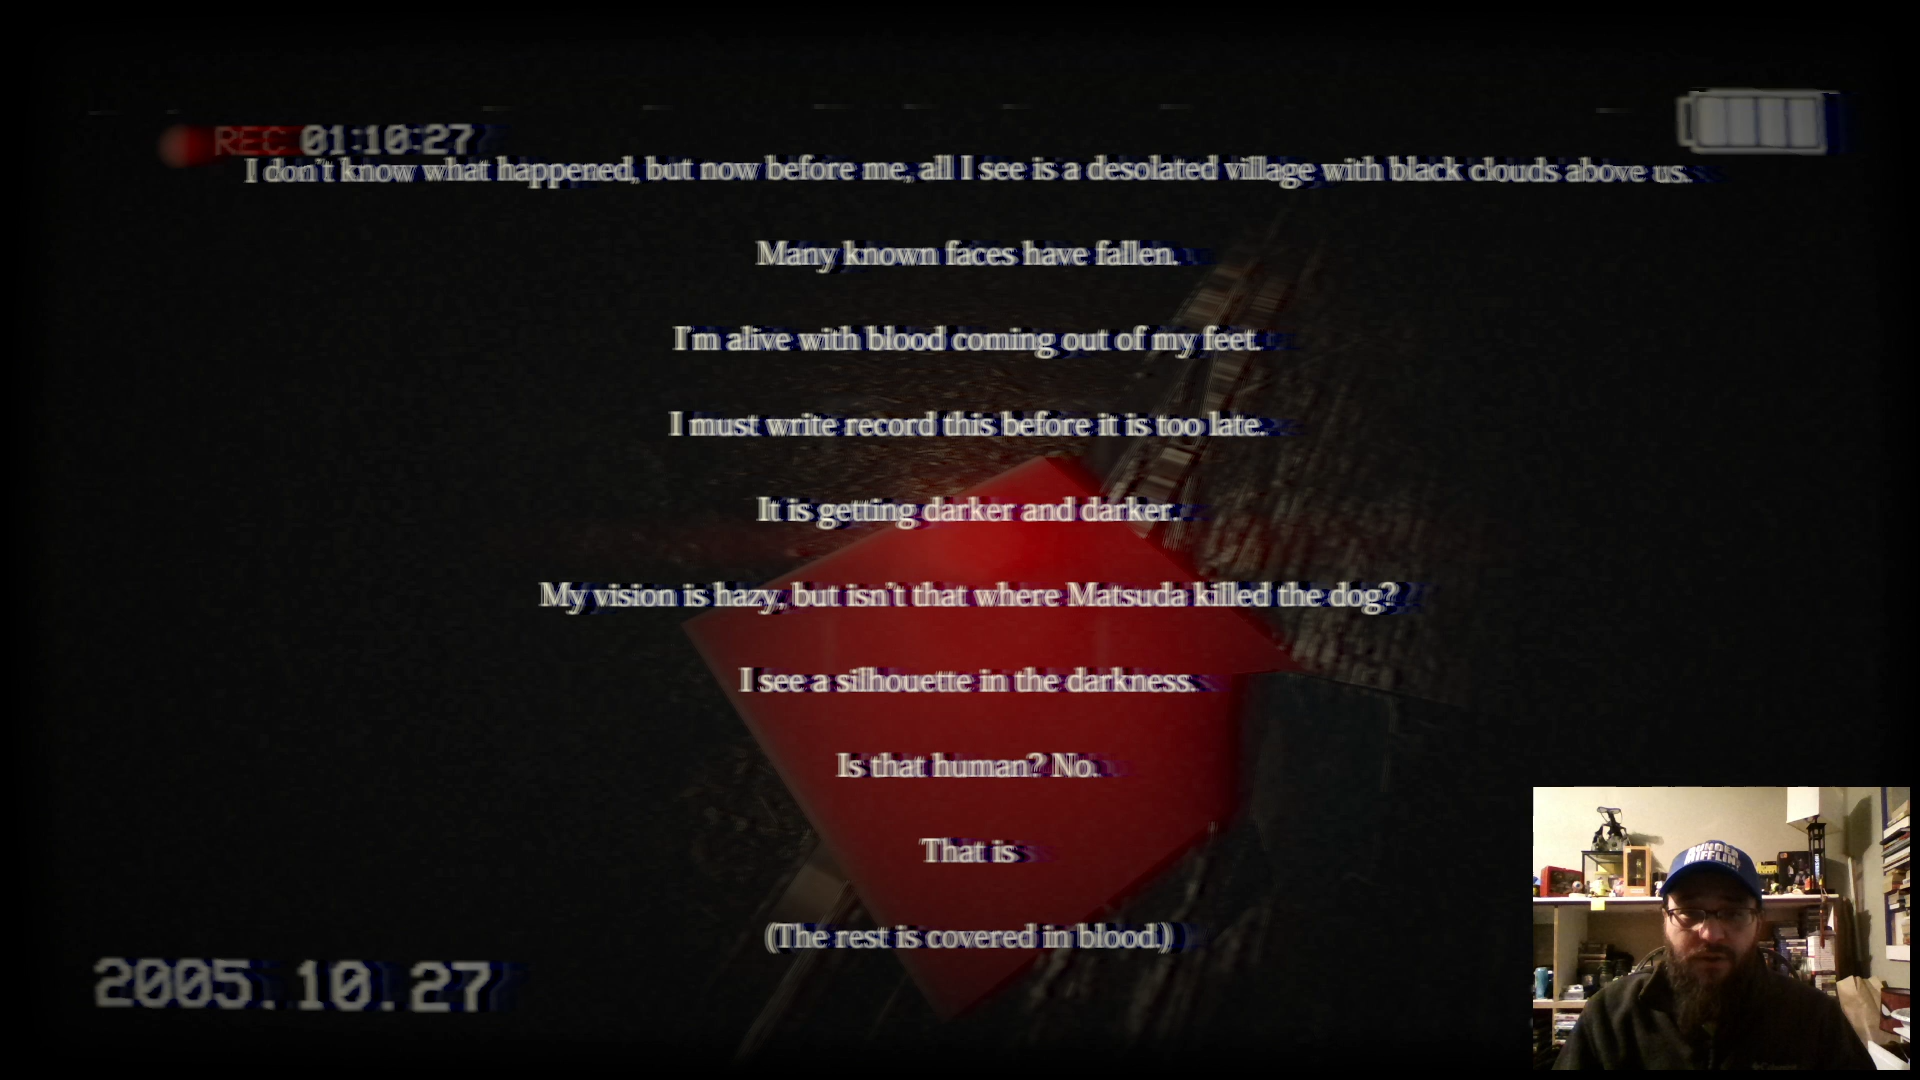 REC 01:10:27
I don't know what happened, but now before me, all I see is a desolated village with black clouds above us.
Many known faces have fallen.
I'm alive with blood coming out of my feet.
I must write record this before it is too late.
It is getting darker and darker.
My vision is hazy, but isn't that where Matsuda killed the dog?
I see a silhouette in the darkness.
Is that human? No.
That is
(The rest is covered in blood.)
2005.10.27
DUNDER
MIFFLIN